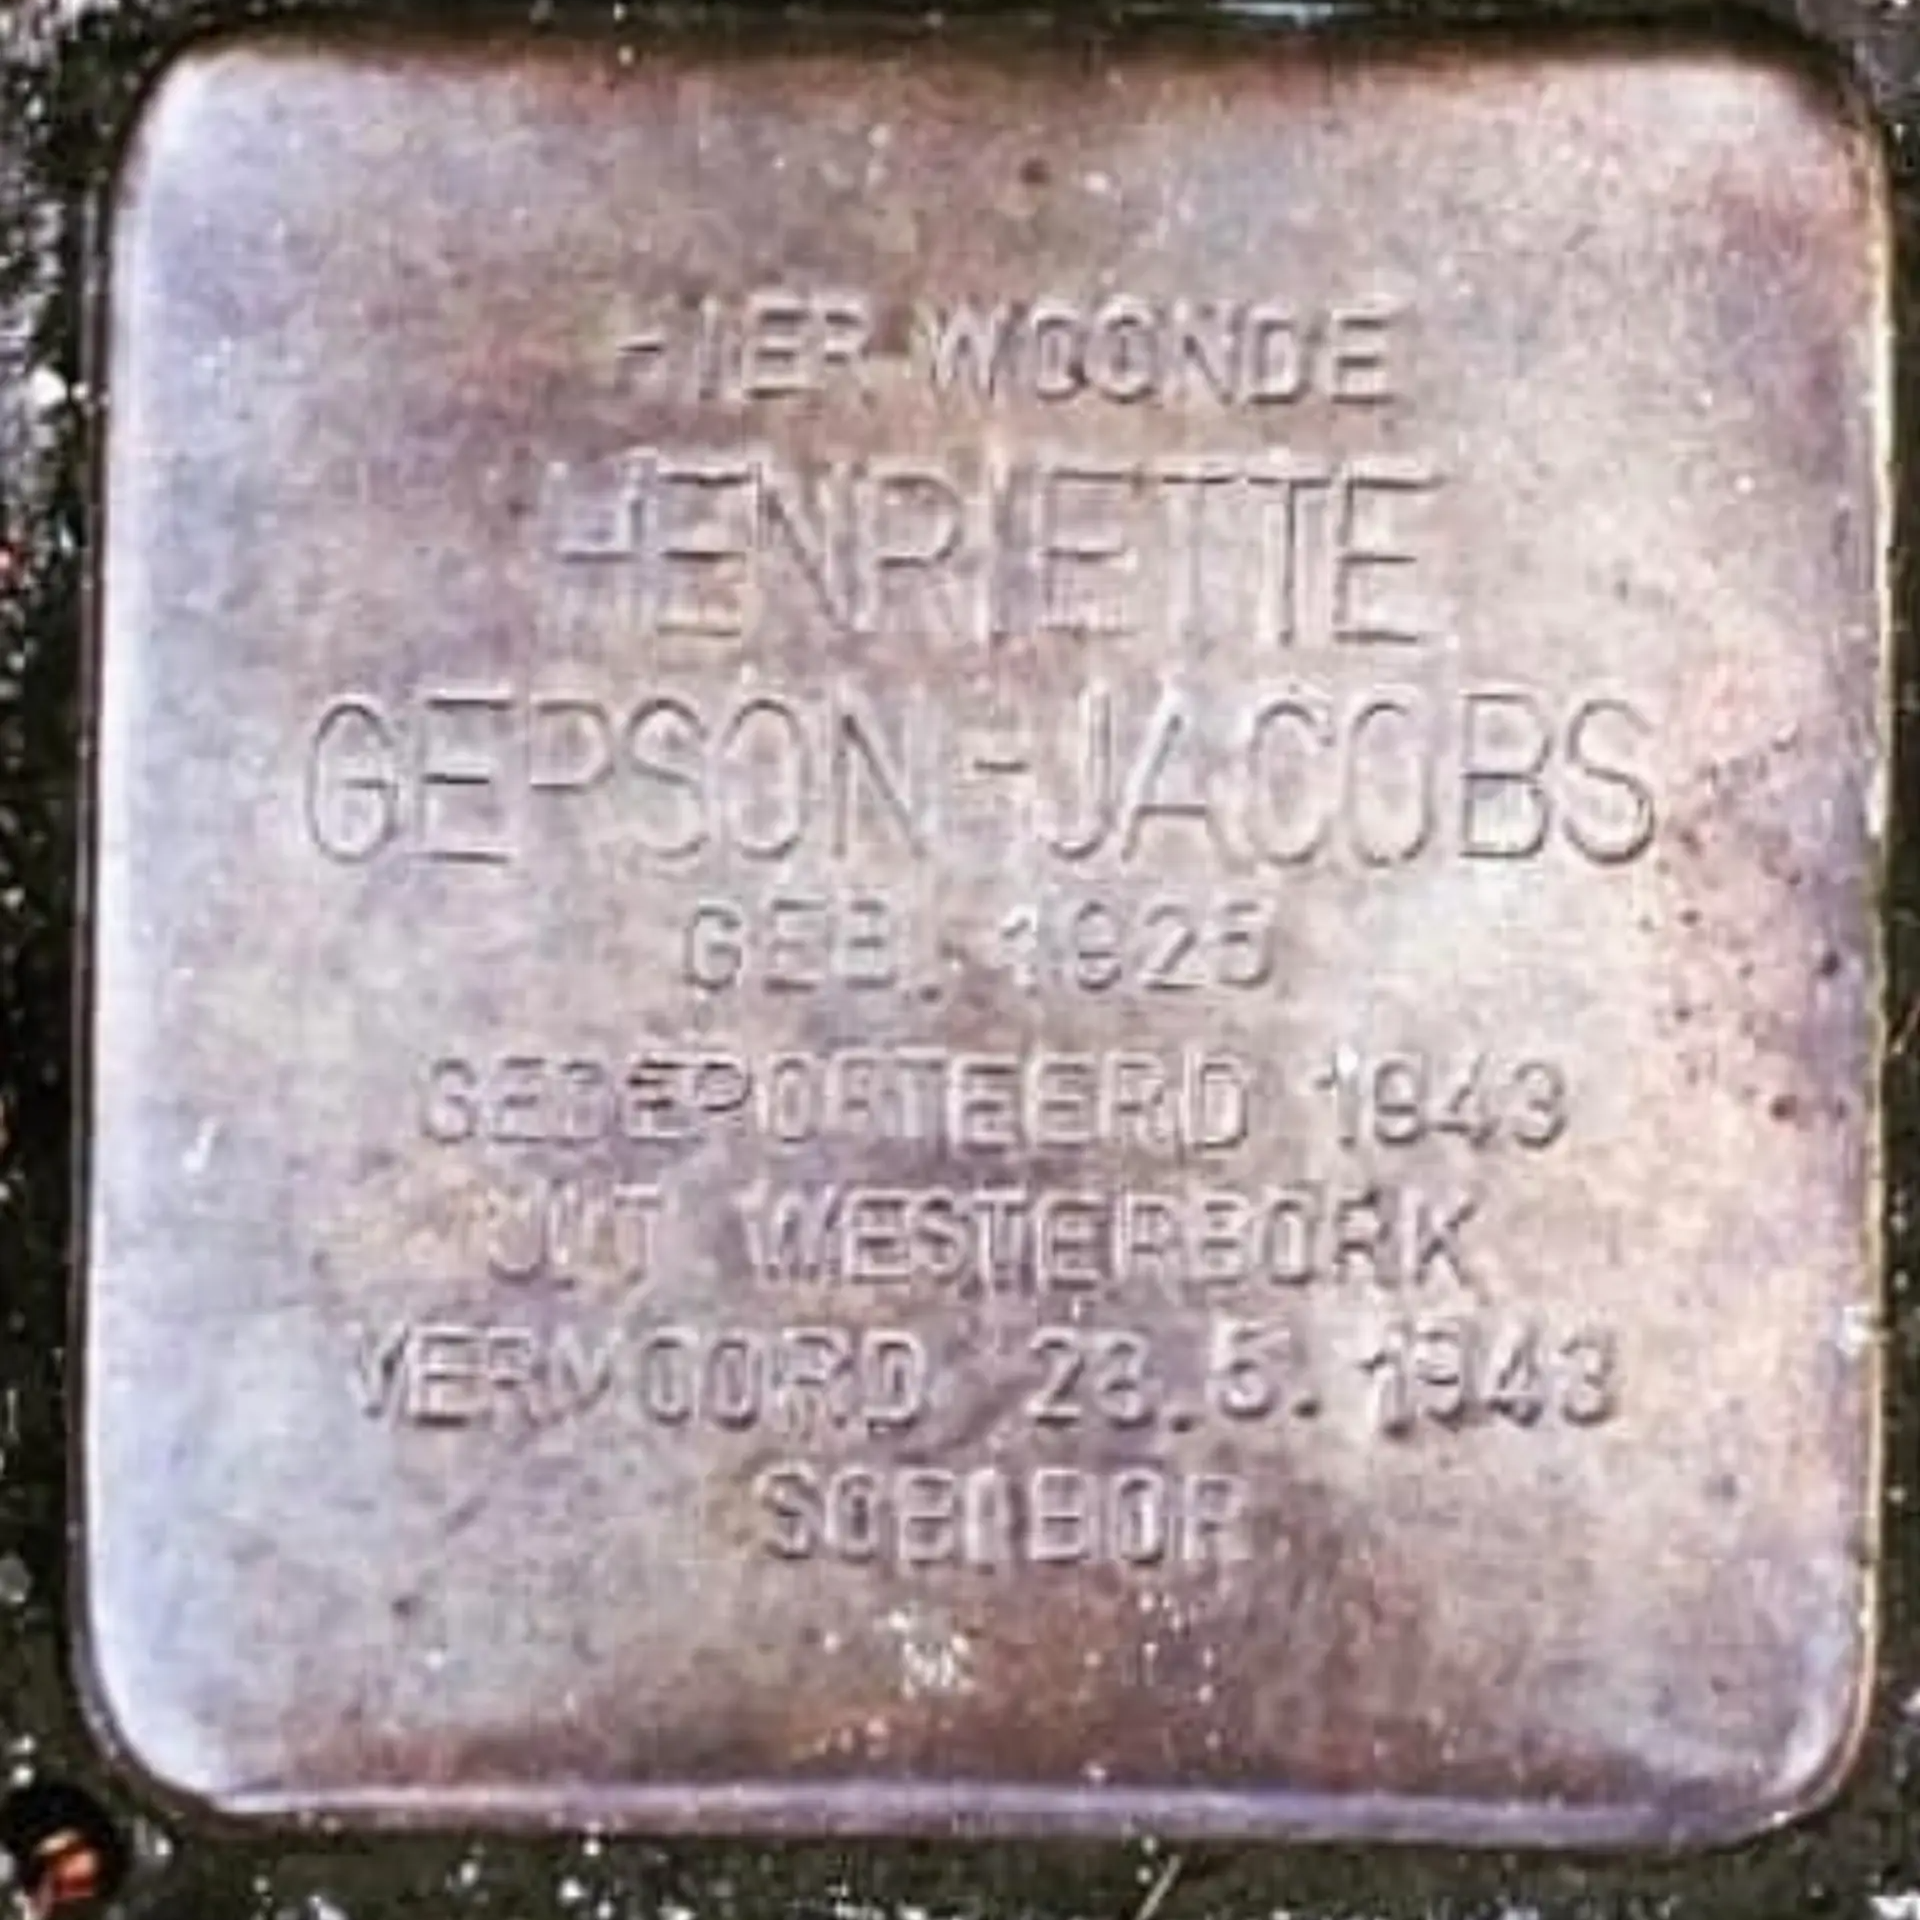 HIER WOONDE
HENRIETTE
GEPSON-JACOBS
GEB. 1925
GEDEPORTEERD 1943
UIT WESTERBORK
VERMOORD 28.5.1943
SOBIBOR